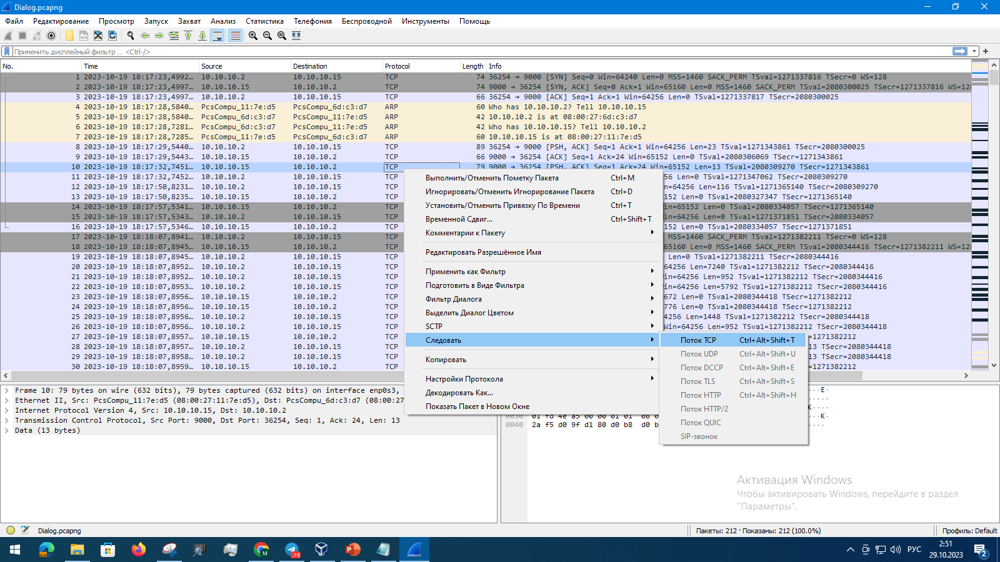 Dialog.pcapng
Файл Редактирование Просмотр Запуск Захват Анализ Статистика Телефония Беспроводной Инструменты Помощь
Применить дисплейный фильтр ... <Ctrl-/>
No. Time Source Destination Protocol Length Info
1 2023-10-19 18:17:23,4992… 10.10.10.2 10.10.10.15 TCP 74 36254 → 9000 [SYN] Seq=0 Win=64240 Len=0 MSS=1460 SACK_PERM TSval=1271337816 TSecr=0 WS=128
2 2023-10-19 18:17:23,4997… 10.10.10.15 10.10.10.2 TCP 74 9000 → 36254 [SYN, ACK] Seq=0 Ack=1 Win=65160 Len=0 MSS=1460 SACK_PERM TSval=2080300025 TSecr=1271337816 WS=128
3 2023-10-19 18:17:23,4997… 10.10.10.2 10.10.10.15 TCP 66 36254 → 9000 [ACK] Seq=1 Ack=1 Win=64256 Len=0 TSval=1271337817 TSecr=2080300025
4 2023-10-19 18:17:28,5840… PcsCompu_11:7e:d5 PcsCompu_6d:c3:d7 ARP 60 Who has 10.10.10.2? Tell 10.10.10.15
5 2023-10-19 18:17:28,5840… PcsCompu_6d:c3:d7 PcsCompu_11:7e:d5 ARP 42 10.10.10.2 is at 08:00:27:6d:c3:d7
6 2023-10-19 18:17:28,7281… PcsCompu_6d:c3:d7 PcsCompu_11:7e:d5 ARP 42 Who has 10.10.10.15? Tell 10.10.10.2
7 2023-10-19 18:17:28,7285… PcsCompu_11:7e:d5 PcsCompu_6d:c3:d7 ARP 60 10.10.10.15 is at 08:00:27:11:7e:d5
8 2023-10-19 18:17:29,5440… 10.10.10.2 10.10.10.15 TCP 89 36254 → 9000 [PSH, ACK] Seq=1 Ack=1 Win=64256 Len=23 TSval=1271343861 TSecr=2080300025
9 2023-10-19 18:17:29,5443… 10.10.10.15 10.10.10.2 TCP 66 9000 → 36254 [ACK] Seq=1 Ack=24 Win=65152 Len=0 TSval=2080306069 TSecr=1271343861
10 2023-10-19 18:17:32,7451… 10.10.10.15 10.10.10.2 TCP 79 9000 → 36254 [PSH, ACK] Seq=1 Ack=24 Win=65152 Len=13 TSval=2080309270 TSecr=1271343861
11 2023-10-19 18:17:32,7452… 10.10.10.2 10.10.10.15 TCP n=0 TSval=1271347062 TSecr=2080309270
12 2023-10-19 18:17:50,8231… 10.10.10.2 10.10.10.15 TCP n=64256 Len=116 TSval=1271365140 TSecr=2080309270
13 2023-10-19 18:17:50,8235… 10.10.10.15 10.10.10.2 TCP n=0 TSval=2080327347 TSecr=1271365140
14 2023-10-19 18:17:57,5341… 10.10.10.15 10.10.10.2 TCP in=65152 Len=0 TSval=2080334057 TSecr=1271365140
15 2023-10-19 18:17:57,5343… 10.10.10.2 10.10.10.15 TCP in=64256 Len=0 TSval=1271371851 TSecr=2080334057
16 2023-10-19 18:17:57,5346… 10.10.10.15 10.10.10.2 TCP 152 Len=0 TSval=2080334057 TSecr=1271371851
17 2023-10-19 18:18:07,8941… 10.10.10.2 10.10.10.15 TCP MSS=1460 SACK_PERM TSval=1271382211 TSecr=0 WS=128
18 2023-10-19 18:18:07,8945… 10.10.10.15 10.10.10.2 TCP 65160 Len=0 MSS=1460 SACK_PERM TSval=2080344416 TSecr=1271382211 WS=128
19 2023-10-19 18:18:07,8945… 10.10.10.2 10.10.10.15 TCP Len=0 TSval=1271382211 TSecr=2080344416
20 2023-10-19 18:18:07,8952… 10.10.10.2 10.10.10.15 TCP 64256 Len=7240 TSval=1271382212 TSecr=2080344416
21 2023-10-19 18:18:07,8952… 10.10.10.2 10.10.10.15 TCP in=64256 Len=952 TSval=1271382212 TSecr=2080344416
22 2023-10-19 18:18:07,8953… 10.10.10.2 10.10.10.15 TCP =64256 Len=5792 TSval=1271382212 TSecr=2080344416
23 2023-10-19 18:18:07,8956… 10.10.10.15 10.10.10.2 TCP 672 Len=0 TSval=2080344418 TSecr=1271382212
24 2023-10-19 18:18:07,8956… 10.10.10.15 10.10.10.2 TCP 776 Len=0 TSval=2080344418 TSecr=1271382212
25 2023-10-19 18:18:07,8956… 10.10.10.2 10.10.10.15 TCP =64256 Len=1448 TSval=1271382212 TSecr=2080344418
26 2023-10-19 18:18:07,8956… 10.10.10.2 10.10.10.15 TCP Win=64256 Len=952 TSval=1271382212 TSecr=2080344418
27 2023-10-19 18:18:07,8956… 10.10.10.15 10.10.10.2 TCP =1271382212
28 2023-10-19 18:18:07,8957… 10.10.10.2 10.10.10.15 TCP 13 TSecr=2080344418
29 2023-10-19 18:18:07,8958… 10.10.10.2 10.10.10.15 TCP 13 TSecr=2080344418
30 2023-10-19 18:18:07,8959… 10.10.10.15 10.10.10.2 TCP =1271382212
Выполнить/Отменить Пометку Пакета Ctrl+M
Игнорировать/Отменить Игнорирование Пакета Ctrl+D
Установить/Отменить Привязку По Времени Ctrl+T
Временной Сдвиг... Ctrl+Shift+T
Комментарии к Пакету
Редактировать Разрешённое Имя
Применить как Фильтр
Подготовить в Виде Фильтра
Фильтр Диалога
Выделить Диалог Цветом
SCTP
Следовать
Копировать
Настройки Протокола
Декодировать Как...
Показать Пакет в Новом Окне
Поток TCP Ctrl+Alt+Shift+T
Поток UDP Ctrl+Alt+Shift+U
Поток DCCP Ctrl+Alt+Shift+E
Поток TLS Ctrl+Alt+Shift+S
Поток HTTP Ctrl+Alt+Shift+H
Поток HTTP/2
Поток QUIC
SIP-звонок
Frame 10: 79 bytes on wire (632 bits), 79 bytes captured (632 bits) on interface enp0s3,
Ethernet II, Src: PcsCompu_11:7e:d5 (08:00:27:11:7e:d5), Dst: PcsCompu_6d:c3:d7 (08:00:27
Internet Protocol Version 4, Src: 10.10.10.15, Dst: 10.10.10.2
Transmission Control Protocol, Src Port: 9000, Dst Port: 36254, Seq: 1, Ack: 24, Len: 13
Data (13 bytes)
0030 01 fd 4e a5 00 00 01 01 08 0
0040 2a f5 d0 9f d1 80 d0 b8 d0 b
Активация Windows
Чтобы активировать Windows, перейдите в раздел
"Параметры".
Dialog.pcapng
Пакеты: 212 · Показаны: 212 (100.0%)
Профиль: Default
..19
РУС
2:51
29.10.2023
2